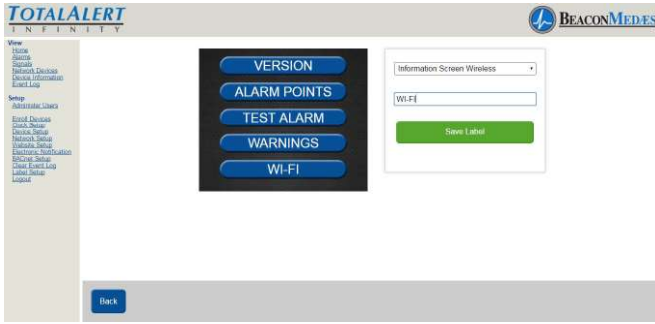 TOTALALERT
INFINITY
BEACONMEDÆS
View
Home
Alarms
Signals
Network Devices
Device Information
Event Log
Setup
Administer Users
Enroll Devices
Clock Setup
Device Setup
Network Setup
Website Setup
Electronic Notification
BACnet Setup
Clear Event Log
Label Setup
Logout
VERSION
ALARM POINTS
TEST ALARM
WARNINGS
WI-FI
Information Screen Wireless
WI-FI
Save Label
Back